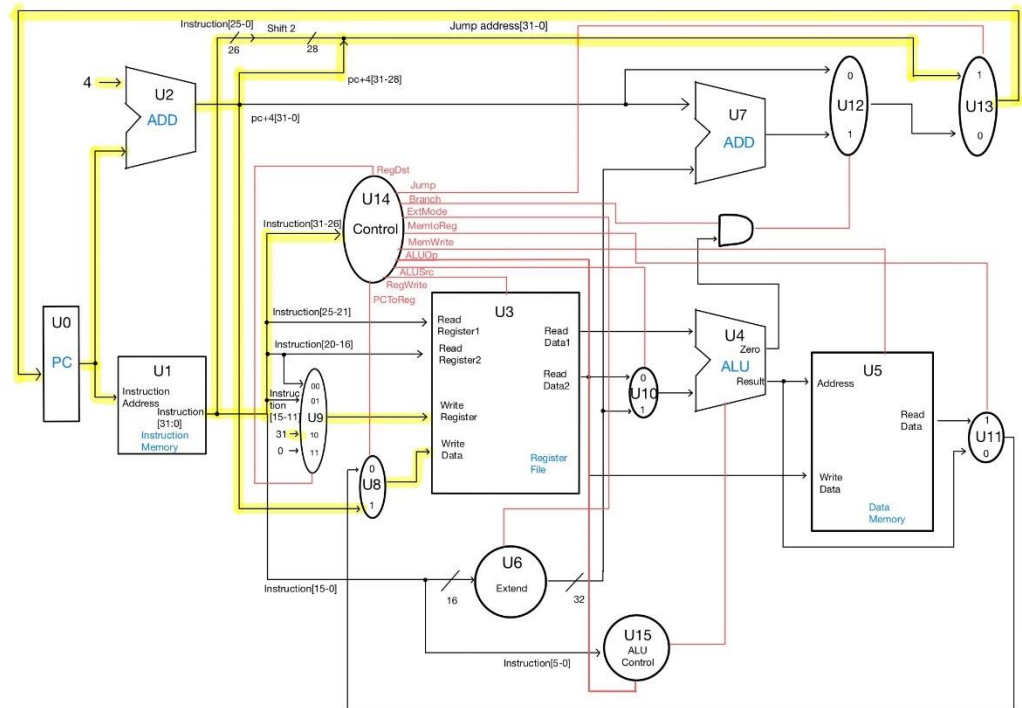 Instruction[25-0]
Shift 2
Jump address[31-0]
26
28
4
U2
ADD
pc+4[31-28]
pc+4[31-0]
U7
ADD
0
U12
1
1
U13
0
RegDst
U14
Control
Jump
Branch
ExtMode
MemtoReg
MemWrite
ALUOp
ALUSrc
RegWrite
PCToReg
Instruction[31-26]
Instruction[25-21]
Instruction[20-16]
U0
PC
U1
Instruction
Address
Instruction
[31:0]
Instruction
Memory
Instruc
tion
[15-11]
00
01
U9
10
11
31
0
0
U8
1
U3
Read
Register1
Read
Register2
Write
Register
Write
Data
Read
Data1
Read
Data2
Register
File
0
U10
1
U4
Zero
ALU
Result
U5
Address
Read
Data
Write
Data
Data
Memory
1
U11
0
Instruction[15-0]
16
U6
Extend
32
Instruction[5-0]
U15
ALU
Control